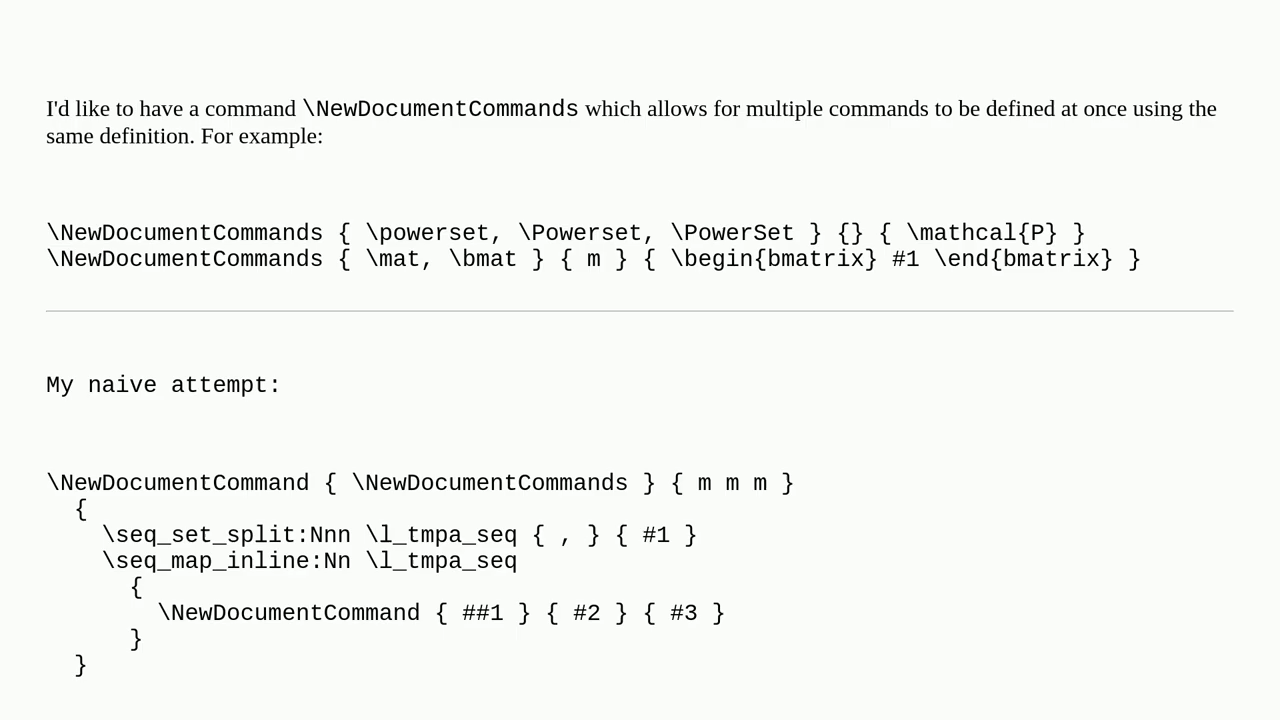 I'd like to have a command \NewDocumentCommands which allows for multiple commands to be defined at once using the
same definition. For example:
\NewDocumentCommands { \powerset, \Powerset, \PowerSet } {} { \mathcal{P} }
\NewDocumentCommands { \mat, \bmat } { m } { \begin{bmatrix} #1 \end{bmatrix} }
My naive attempt:
\NewDocumentCommand { \NewDocumentCommands } { m m m }
  {
    \seq_set_split:Nnn \l_tmpa_seq { , } { #1 }
    \seq_map_inline:Nn \l_tmpa_seq
      {
        \NewDocumentCommand { ##1 } { #2 } { #3 }
      }
  }